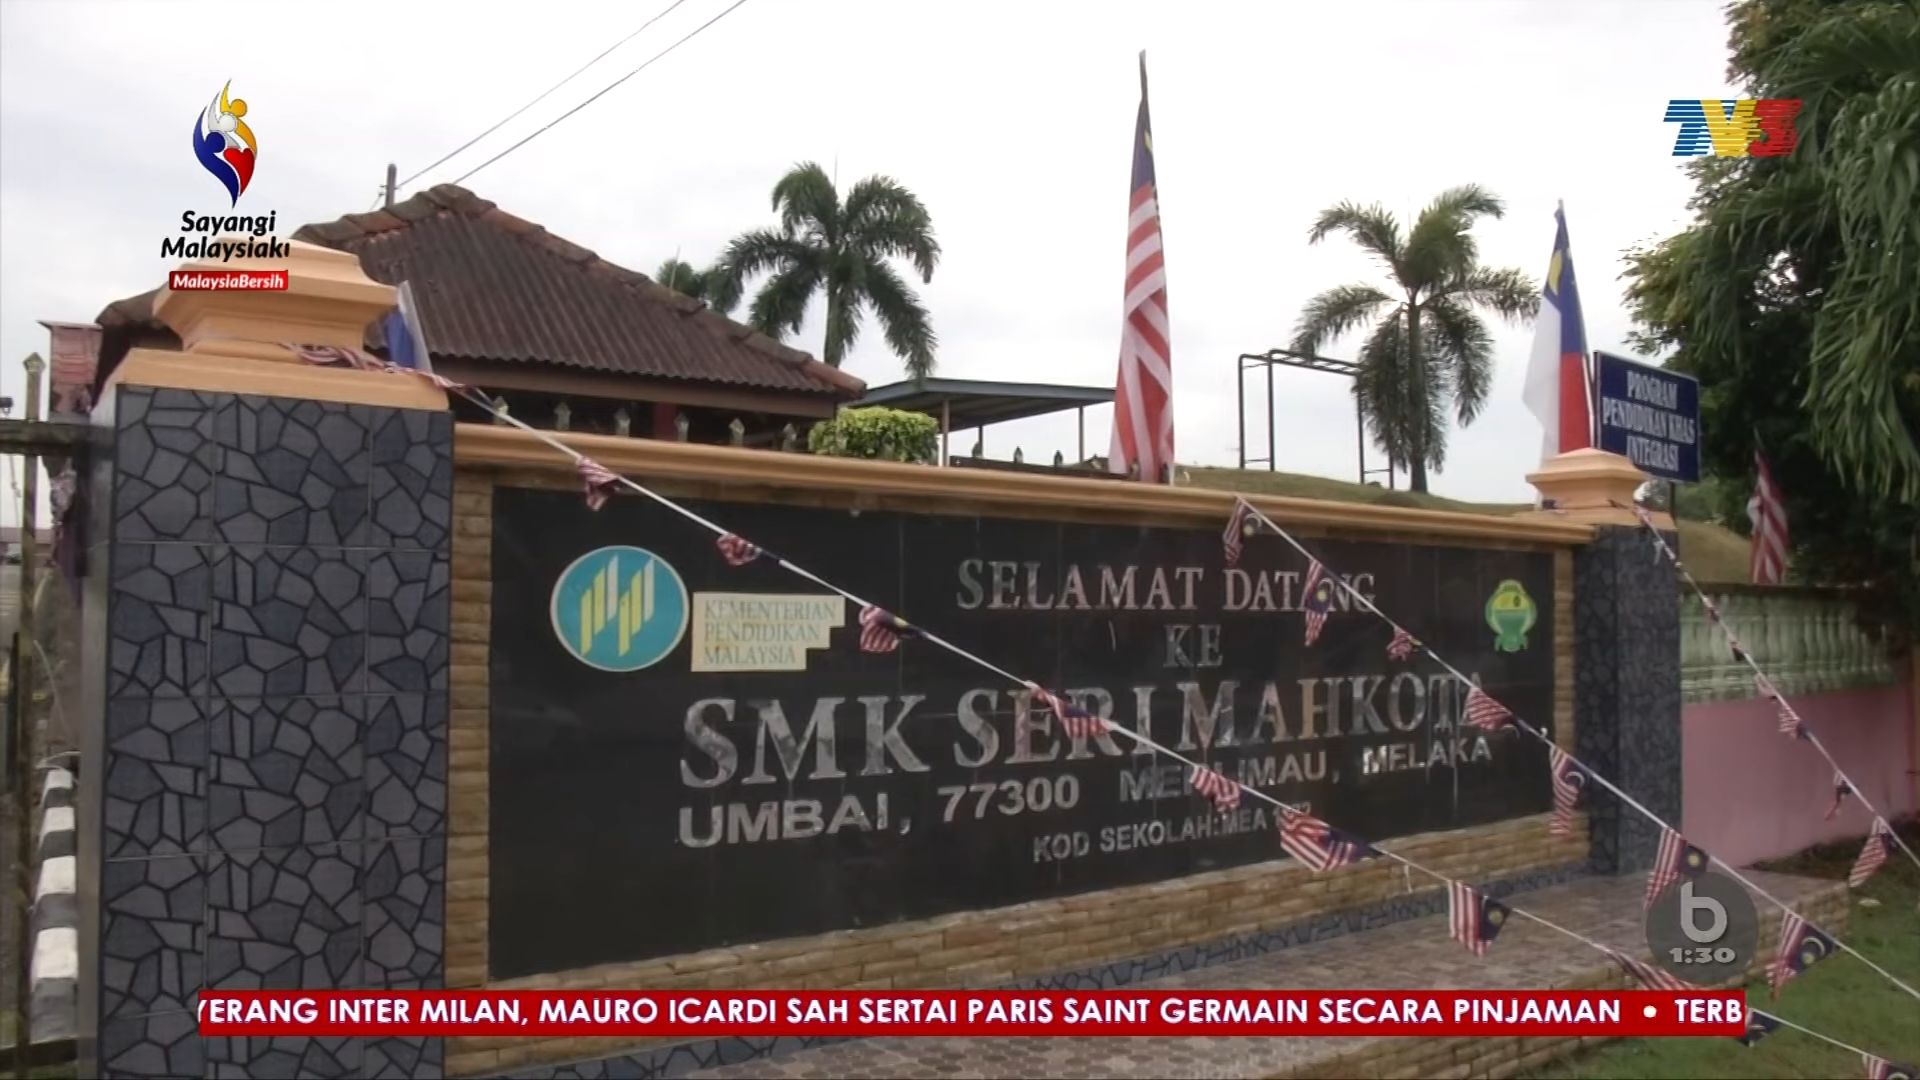 Sayangi
Malaysiaku
MalaysiaBersih
TV3
PROGRAM
PENDIDIKAN KHAS
INTEGRASI
KEMENTERIAN
PENDIDIKAN
MALAYSIA
SELAMAT DATANG
KE
SMK SERI MAHKOTA,
UMBAI, 77300 MERLIMAU, MELAKA
KOD SEKOLAH:MEA
b
1:30
YERANG INTER MILAN, MAURO ICARDI SAH SERTAI PARIS SAINT GERMAIN SECARA PINJAMAN • TERB